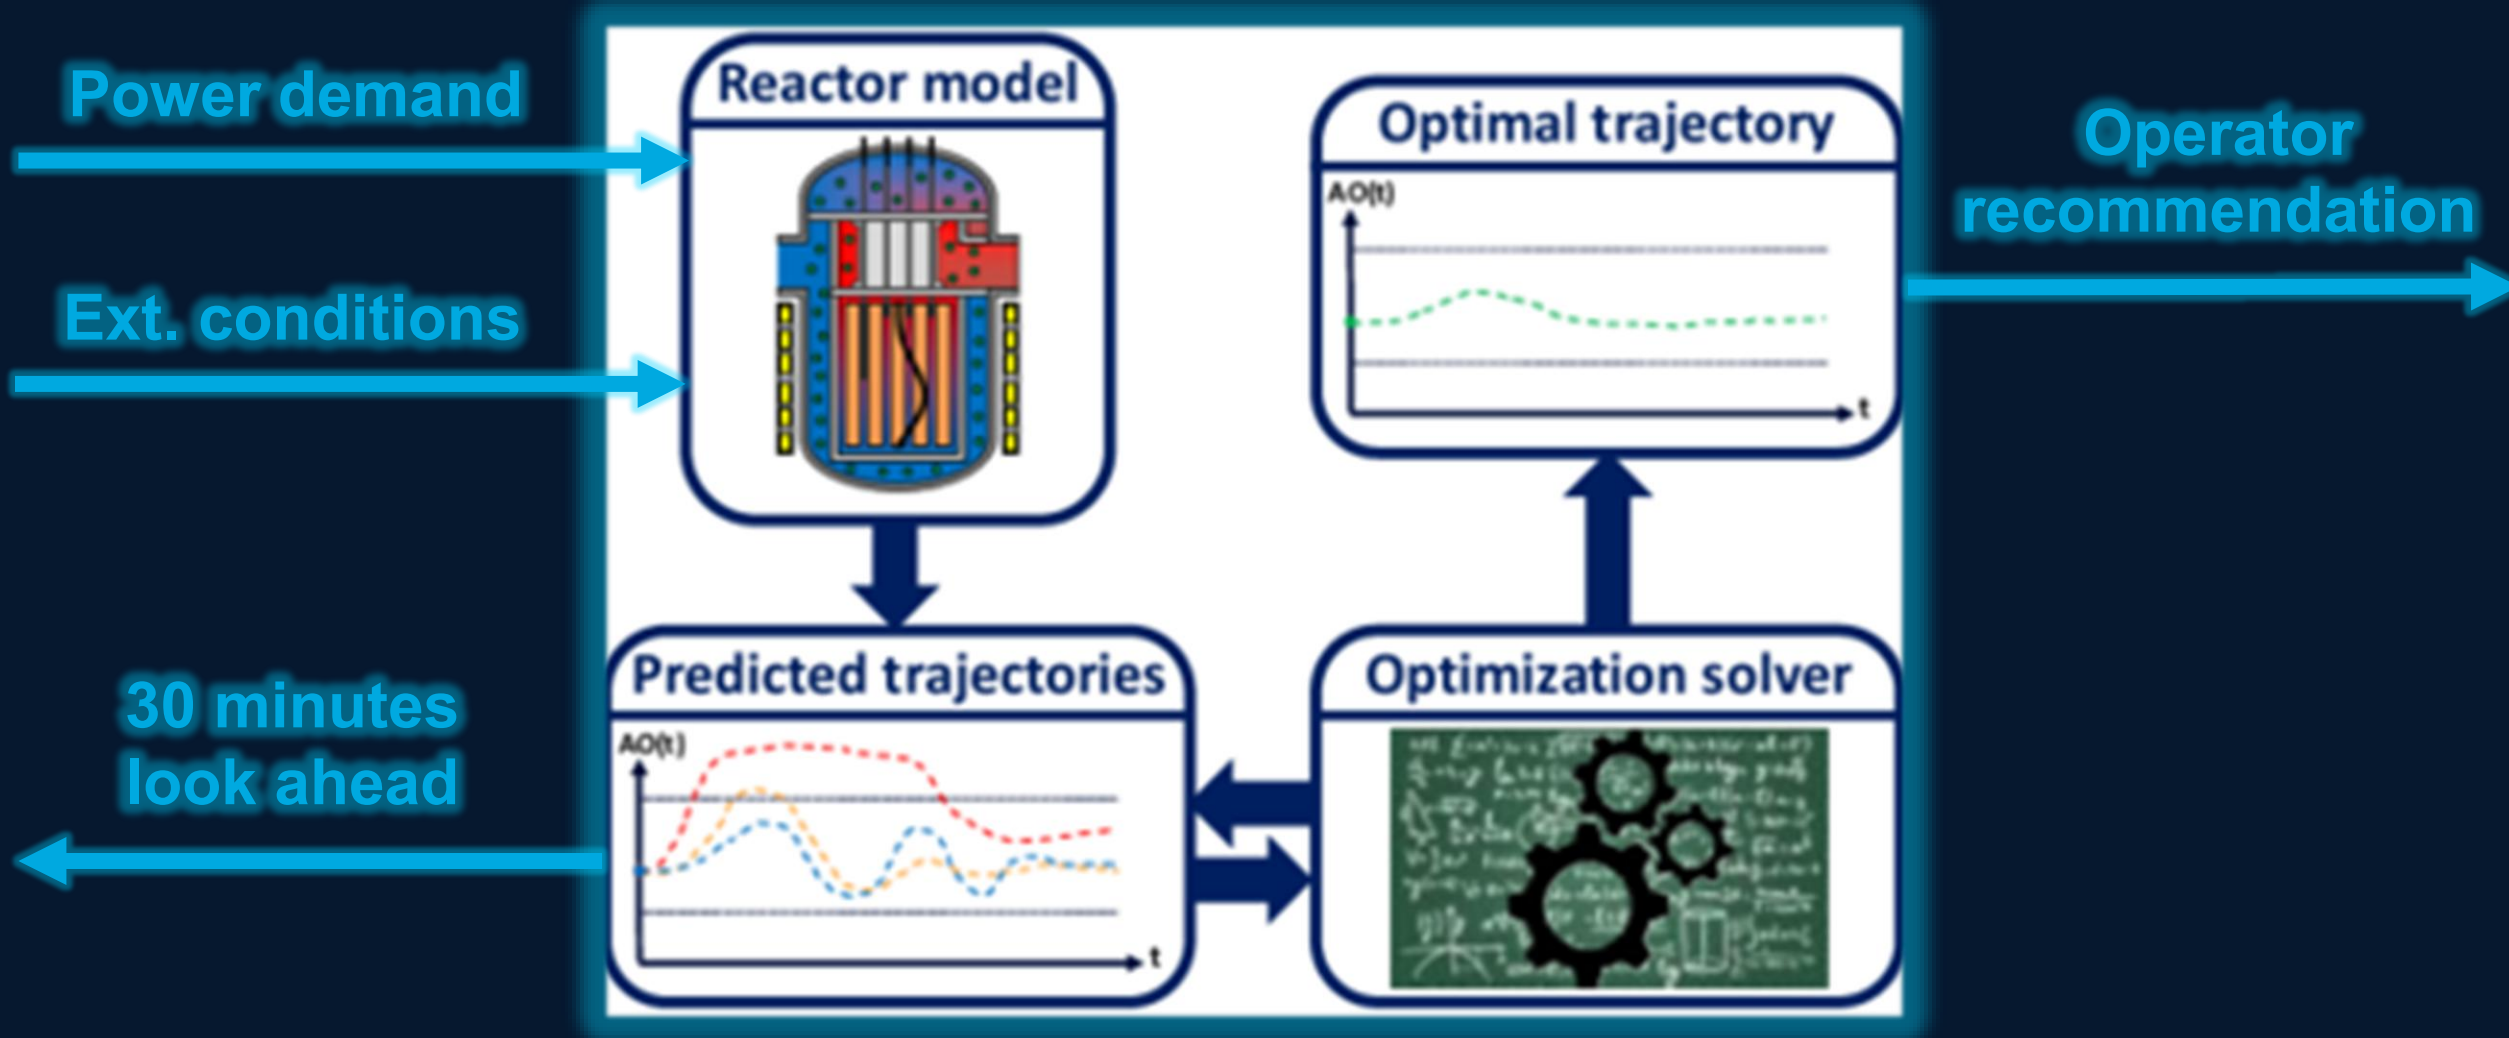 Power demand
Ext. conditions
30 minutes
look ahead
Reactor model
Predicted trajectories
AO(t)
t
Optimal trajectory
AO(t)
t
Optimization solver
Operator
recommendation